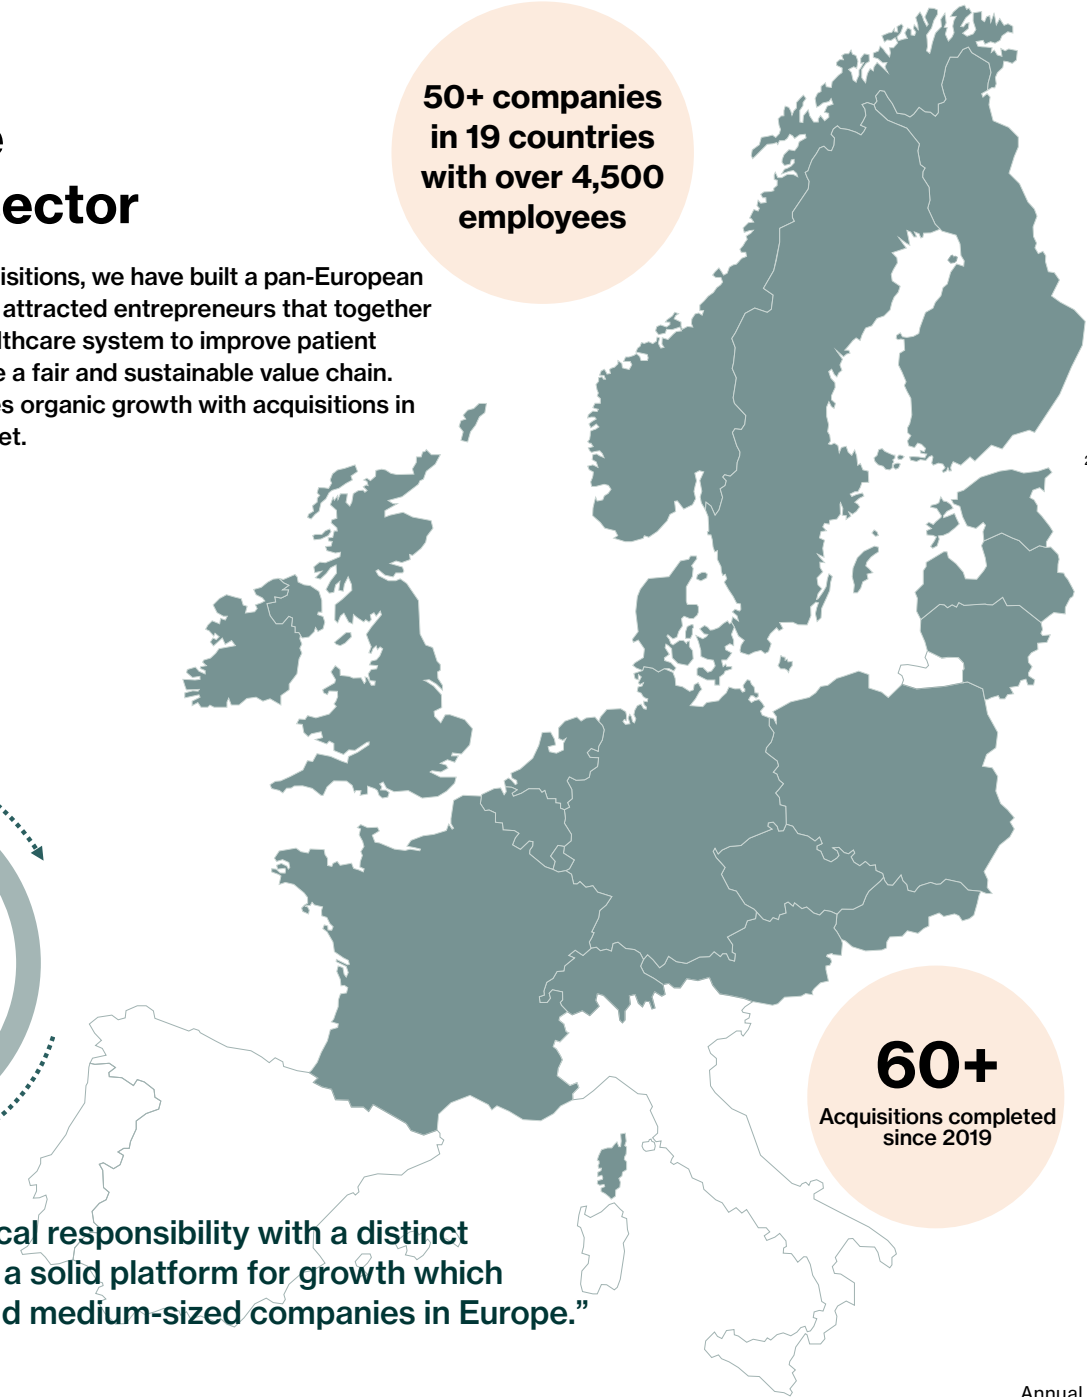 e
ector
isitions, we have built a pan-European
attracted entrepreneurs that together
lthcare system to improve patient
e a fair and sustainable value chain.
es organic growth with acquisitions in
et.
50+ companies
in 19 countries
with over 4,500
employees
60+
Acquisitions completed
since 2019
cal responsibility with a distinct
a solid platform for growth which
d medium-sized companies in Europe.”
Annual